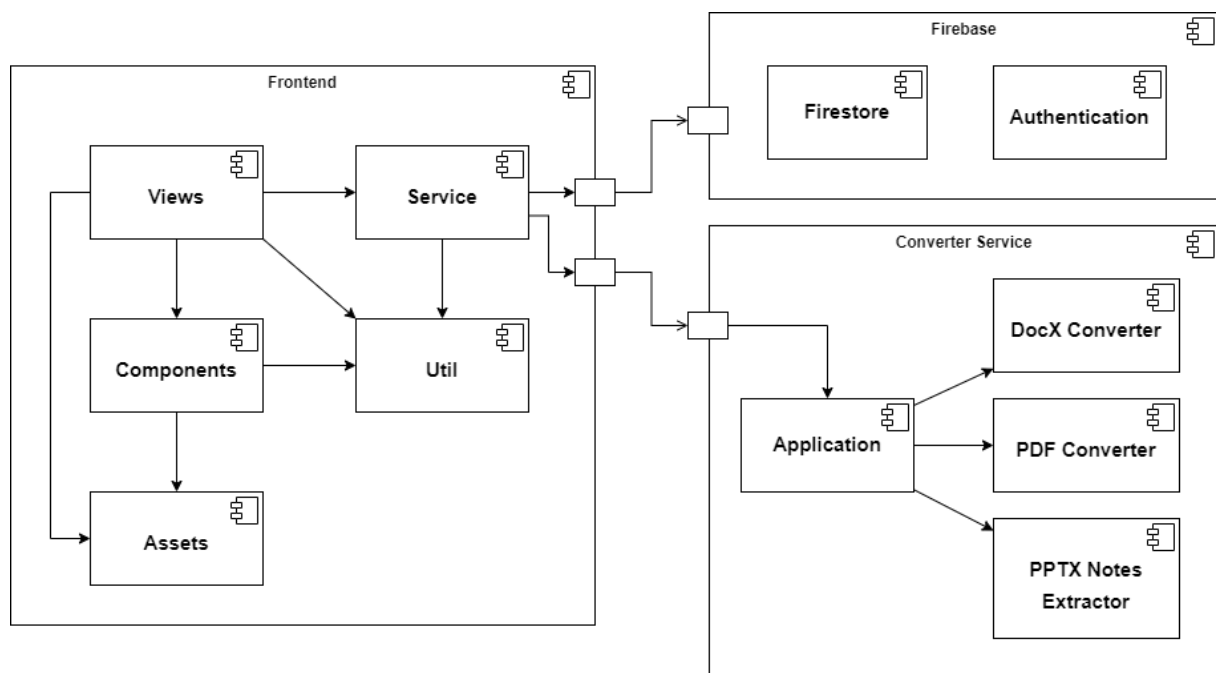 Frontend
Views
Service
Components
Util
Assets
Firebase
Firestore
Authentication
Converter Service
DocX Converter
Application
PDF Converter
PPTX Notes
Extractor